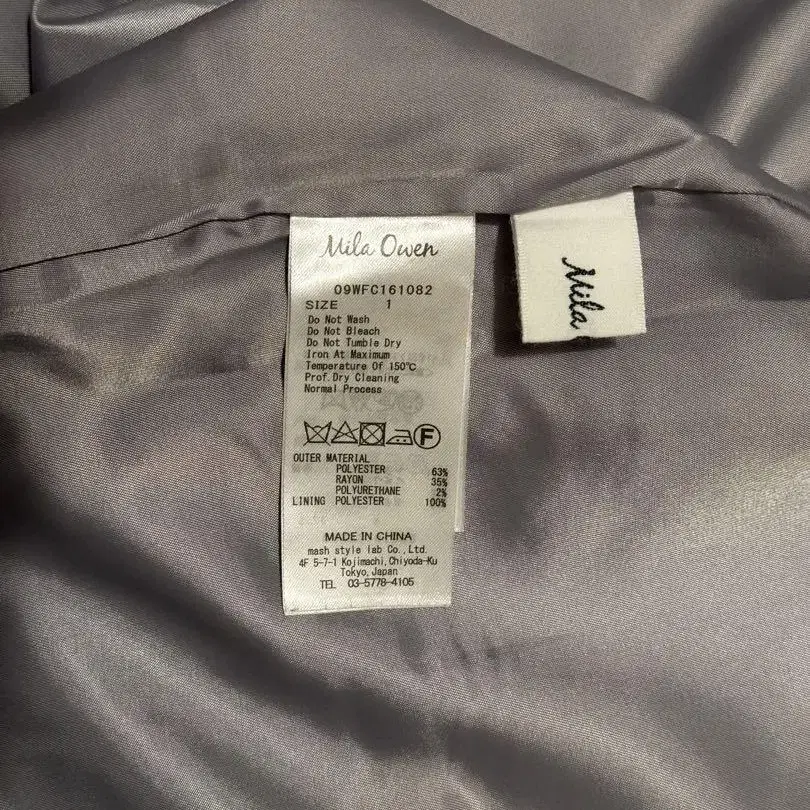 Mila Owen
09WFC161082
SIZE 1
Do Not Wash
Do Not Bleach
Do Not Tumble Dry
Iron At Maximum
Temperature Of 150℃
Prof.Dry Cleaning
Normal Process
F
OUTER MATERIAL
POLYESTER 63%
RAYON 35%
POLYURETHANE 2%
LINING POLYESTER 100%
MADE IN CHINA
mash style lab Co.,Ltd.
4F 5-7-1 Kojimachi,Chiyoda-Ku
Tokyo,Japan
TEL 03-5778-4105
Mila